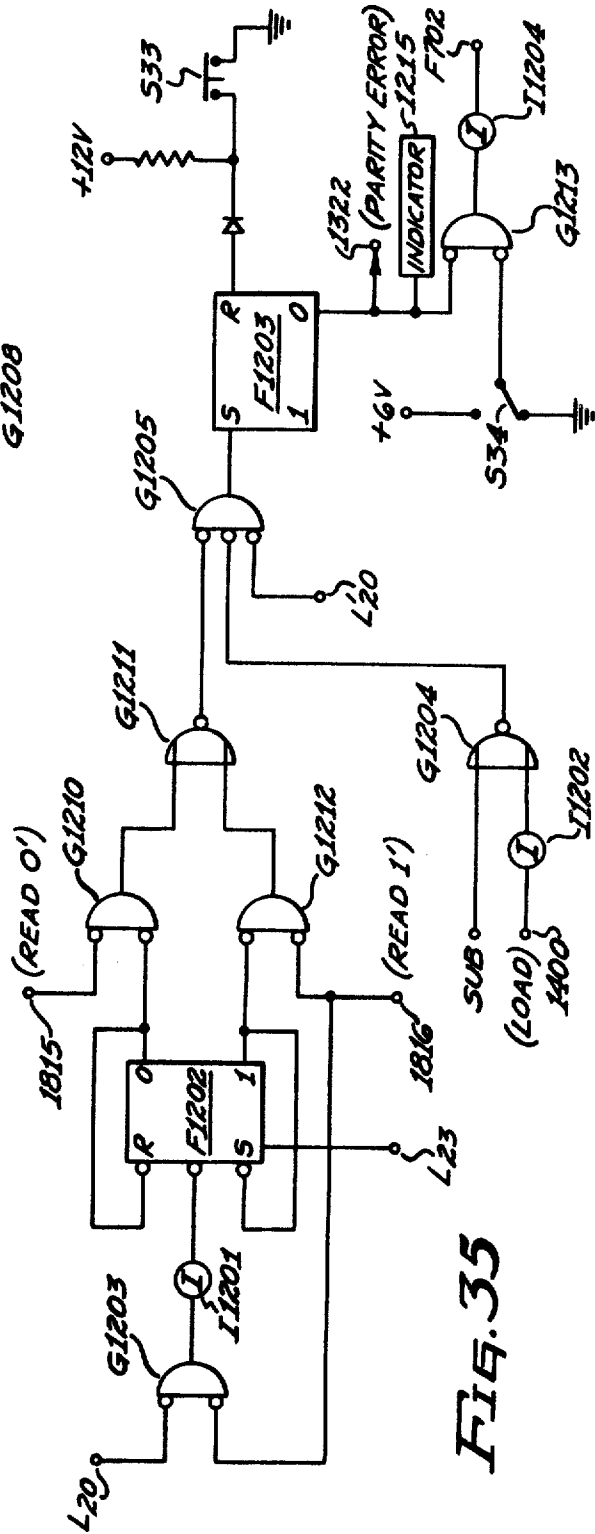 G1208
+12V
S33
S
R
F1203
1
0
1322
(PARITY ERROR)
INDICATOR
1215
F702
I
I1204
G1213
+6V
S34
G1205
L'20
G1211
(READ 0')
1815
G1210
G1212
(READ 1')
1816
R
0
F1202
S
1
L23
G1203
I
I1201
L20
G1204
SUB
(LOAD)
1400
I
I1202
FIG. 35